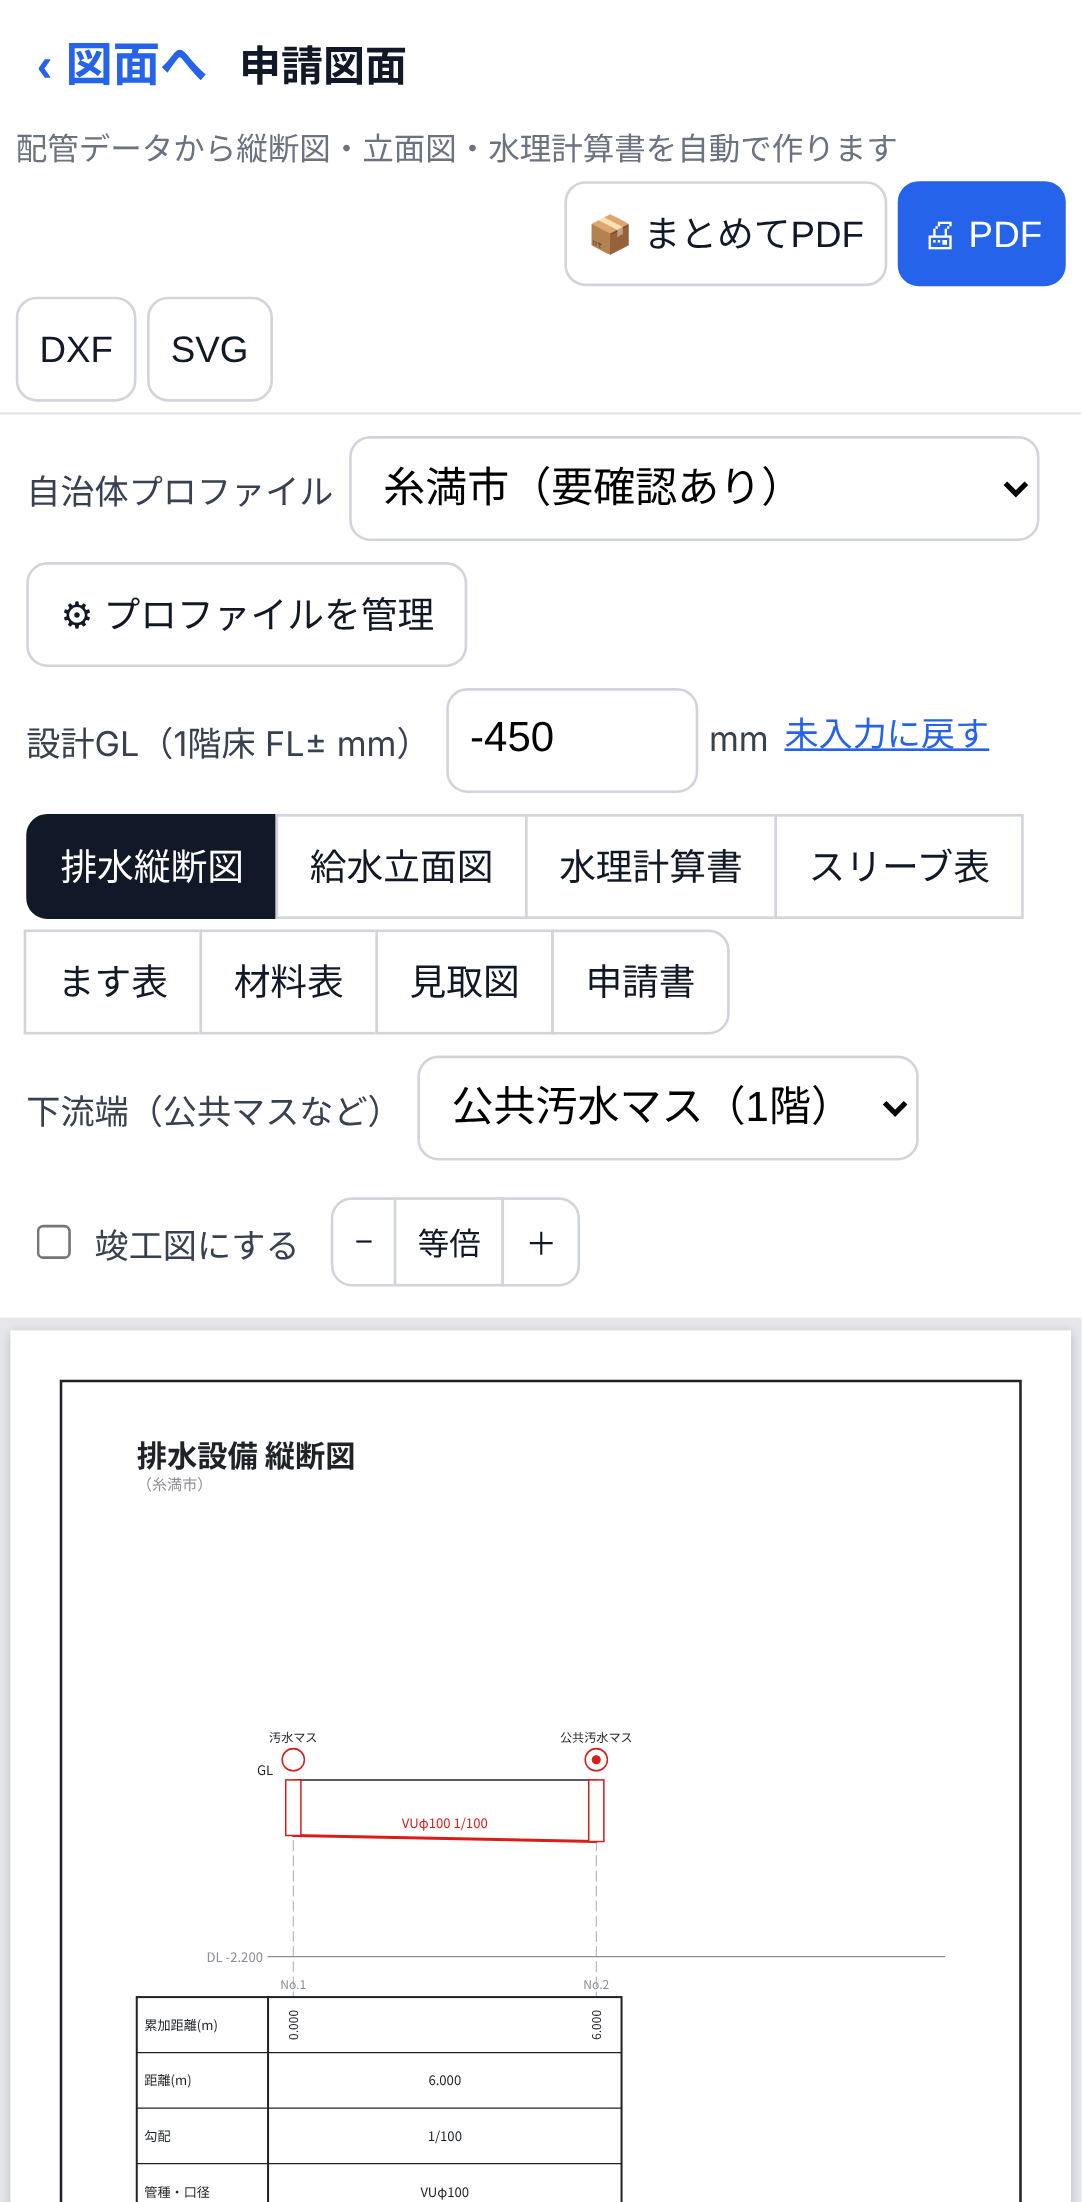 ‹ 図面へ 申請図面
配管データから縦断図・立面図・水理計算書を自動で作ります
📦 まとめてPDF 🖨 PDF
DXF SVG
自治体プロファイル 糸満市（要確認あり）
⚙ プロファイルを管理
設計GL（1階床 FL± mm） -450 mm 未入力に戻す
排水縦断図 給水立面図 水理計算書 スリーブ表
ます表 材料表 見取図 申請書
下流端（公共マスなど） 公共汚水マス（1階）
竣工図にする － 等倍 ＋
排水設備 縦断図
（糸満市）
汚水マス 公共汚水マス
GL
VUφ100 1/100
DL -2.200
No.1 No.2
累加距離(m) 0.000 6.000
距離(m) 6.000
勾配 1/100
管種・口径 VUφ100